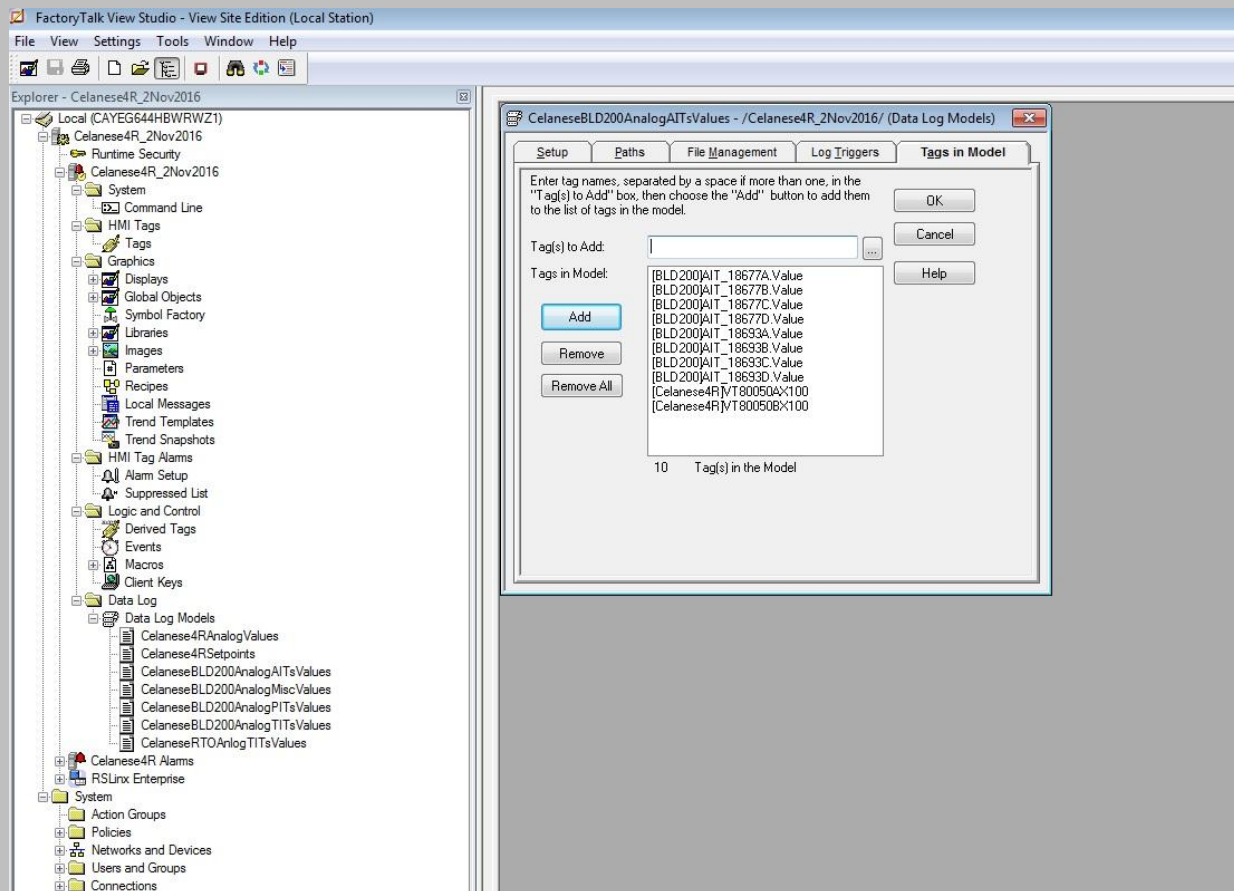 FactoryTalk View Studio - View Site Edition (Local Station)
File View Settings Tools Window Help
Explorer - Celanese4R_2Nov2016
Local (CAYEG644HBWRWZ1)
Celanese4R_2Nov2016
Runtime Security
Celanese4R_2Nov2016
System
Command Line
HMI Tags
Tags
Graphics
Displays
Global Objects
Symbol Factory
Libraries
Images
Parameters
Recipes
Local Messages
Trend Templates
Trend Snapshots
HMI Tag Alarms
Alarm Setup
Suppressed List
Logic and Control
Derived Tags
Events
Macros
Client Keys
Data Log
Data Log Models
Celanese4RAnalogValues
Celanese4RSetpoints
CelaneseBLD200AnalogAITsValues
CelaneseBLD200AnalogMiscValues
CelaneseBLD200AnalogPITsValues
CelaneseBLD200AnalogTITsValues
CelaneseRTOAnlogTITsValues
Celanese4R Alarms
RSLinx Enterprise
System
Action Groups
Policies
Networks and Devices
Users and Groups
Connections
CelaneseBLD200AnalogAITsValues - /Celanese4R_2Nov2016/ (Data Log Models)
Setup Paths File Management Log Triggers Tags in Model
Enter tag names, separated by a space if more than one, in the
"Tag(s) to Add" box, then choose the "Add" button to add them
to the list of tags in the model.
OK
Cancel
Help
Tag(s) to Add:
...
Tags in Model:
[BLD200]AIT_18677A.Value
[BLD200]AIT_18677B.Value
[BLD200]AIT_18677C.Value
[BLD200]AIT_18677D.Value
[BLD200]AIT_18693A.Value
[BLD200]AIT_18693B.Value
[BLD200]AIT_18693C.Value
[BLD200]AIT_18693D.Value
[Celanese4R]VT80050AX100
[Celanese4R]VT80050BX100
Add
Remove
Remove All
10 Tag(s) in the Model